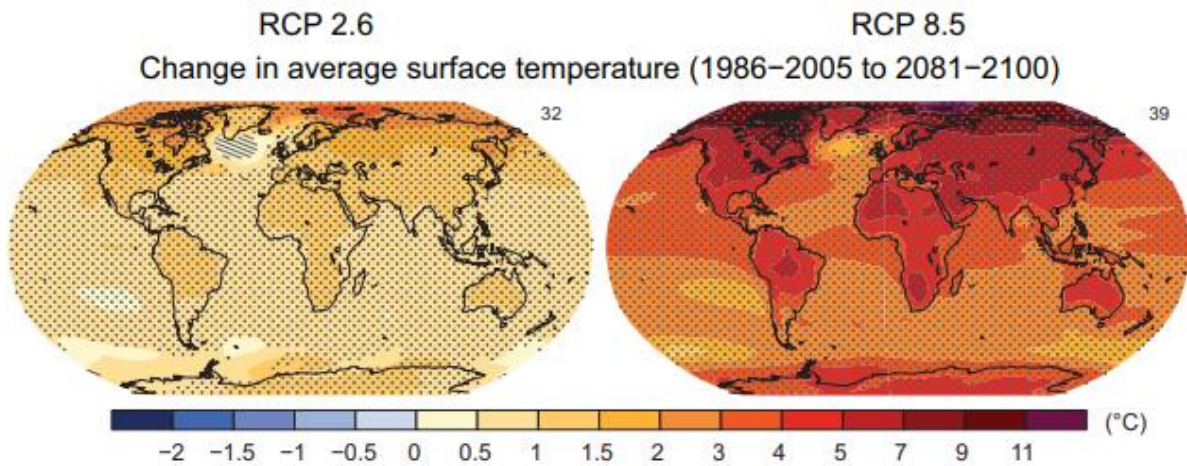 RCP 2.6 RCP 8.5
Change in average surface temperature (1986−2005 to 2081−2100)
32 39
−2 −1.5 −1 −0.5 0 0.5 1 1.5 2 3 4 5 7 9 11 (°C)